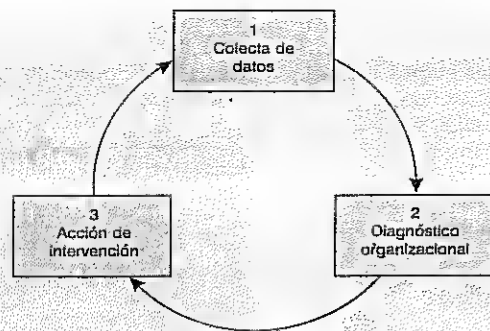 1
Colecta de
datos
2
Diagnóstico
organizacional
3
Acción de
intervención